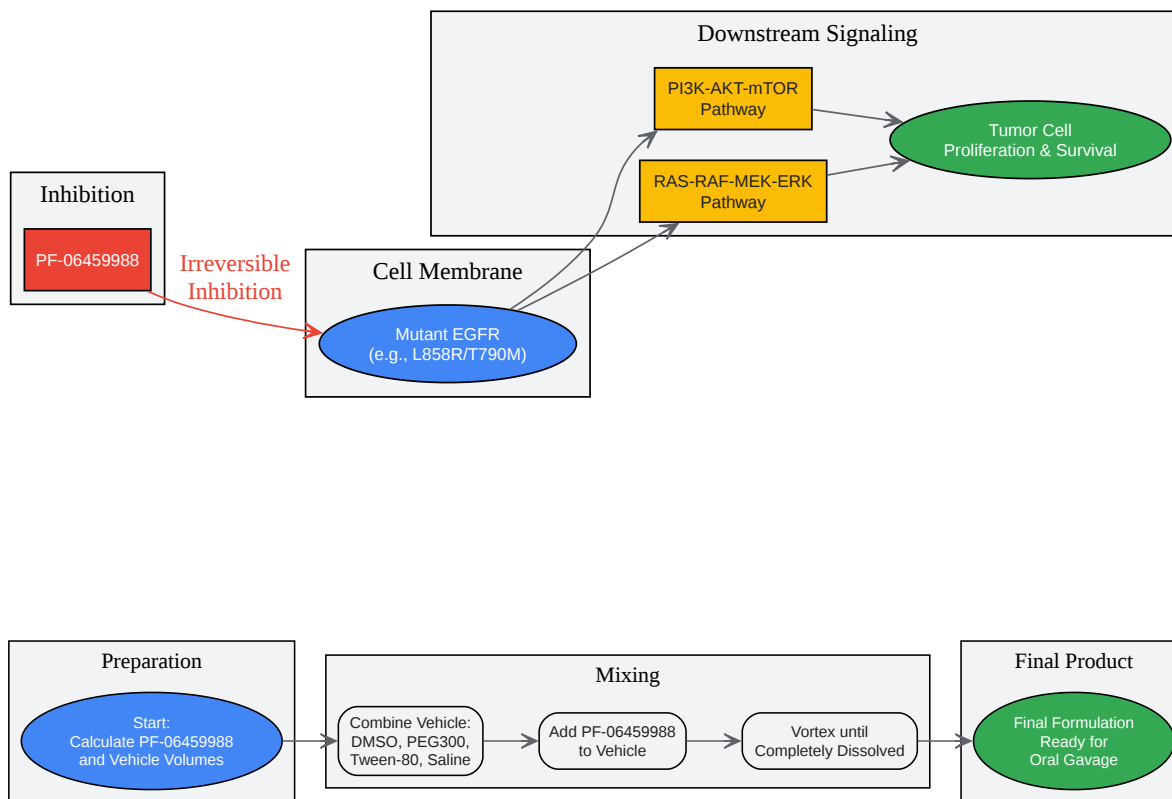 Downstream Signaling
PI3K-AKT-mTOR
Pathway
Tumor Cell
Proliferation & Survival
RAS-RAF-MEK-ERK
Pathway
Inhibition
PF-06459988
Irreversible
Inhibition
Cell Membrane
Mutant EGFR
(e.g., L858R/T790M)
Preparation
Start:
Calculate PF-06459988
and Vehicle Volumes
Mixing
Combine Vehicle:
DMSO, PEG300,
Tween-80, Saline
Add PF-06459988
to Vehicle
Vortex until
Completely Dissolved
Final Product
Final Formulation
Ready for
Oral Gavage